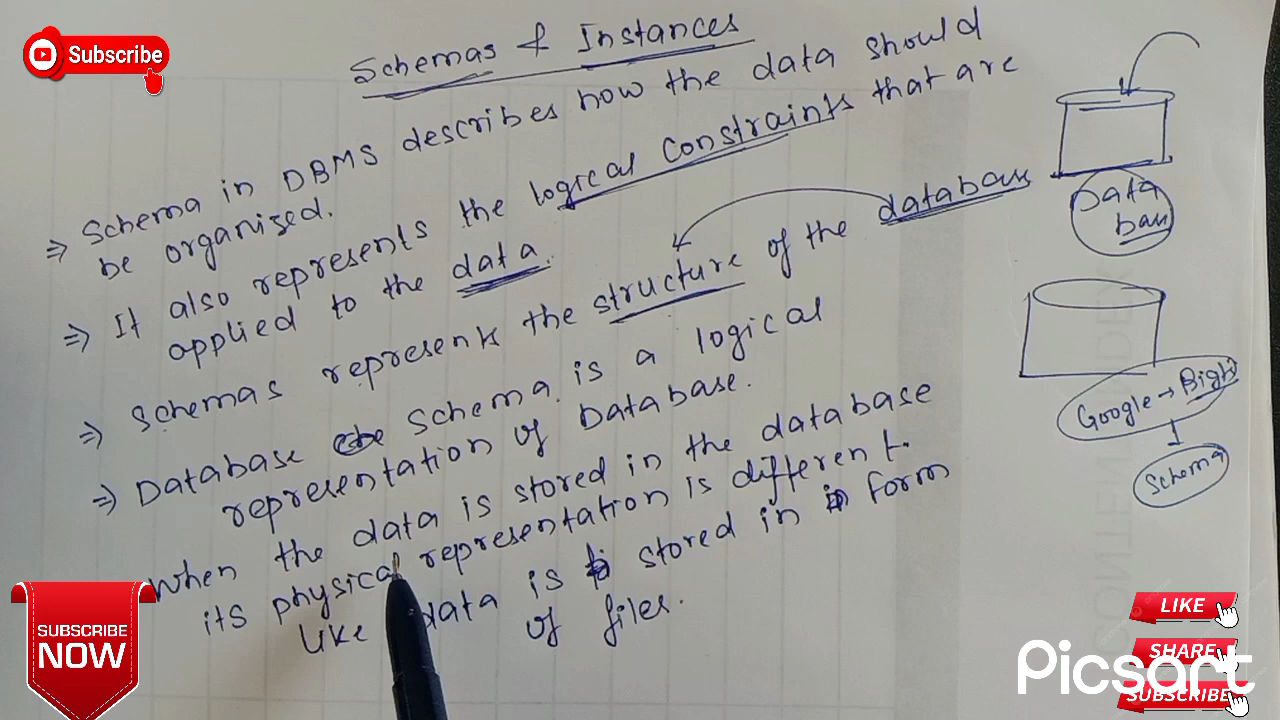 Subscribe
Schemas & Instances
⇒ Schema in DBMS describes how the data should
be organised.
⇒ It also represents the logical constraints that are
applied to the data.
⇒ Schemas represents the structure of the database
⇒ Database Schema is a logical
representation of Database.
When the data is stored in the database
its physical representation is different.
Like data is stored in form
of files.
Data
base
Google →
Schema
SUBSCRIBE
NOW
LIKE
SHARE
SUBSCRIBE
Picsart